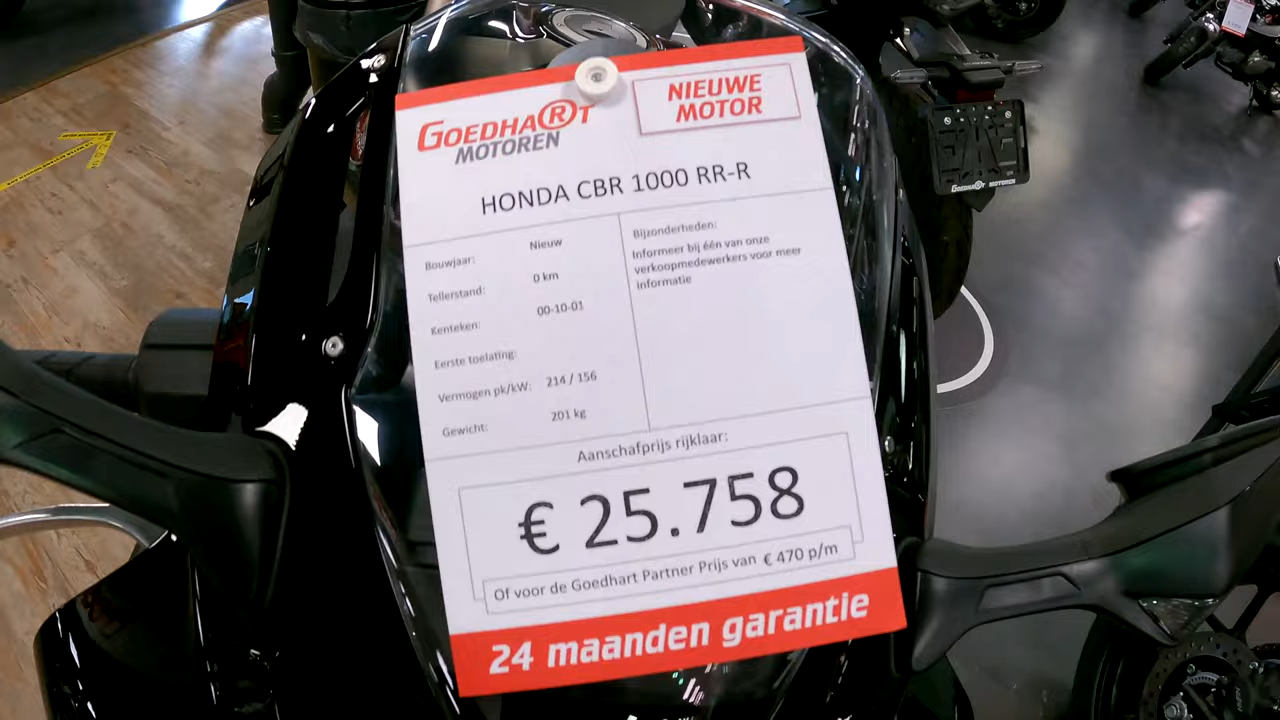 GOEDHART
MOTOREN
NIEUWE
MOTOR
HONDA CBR 1000 RR-R
Bouwjaar: Nieuw
Tellerstand: 0 km
Kenteken: 00-10-01
Eerste toelating:
Vermogen pk/kW: 214 / 156
Gewicht: 201 kg
Bijzonderheden:
Informeer bij één van onze
verkoopmedewerkers voor meer
informatie
Aanschafprijs rijklaar:
€ 25.758
Of voor de Goedhart Partner Prijs van € 470 p/m
24 maanden garantie
GOEDHART MOTOREN